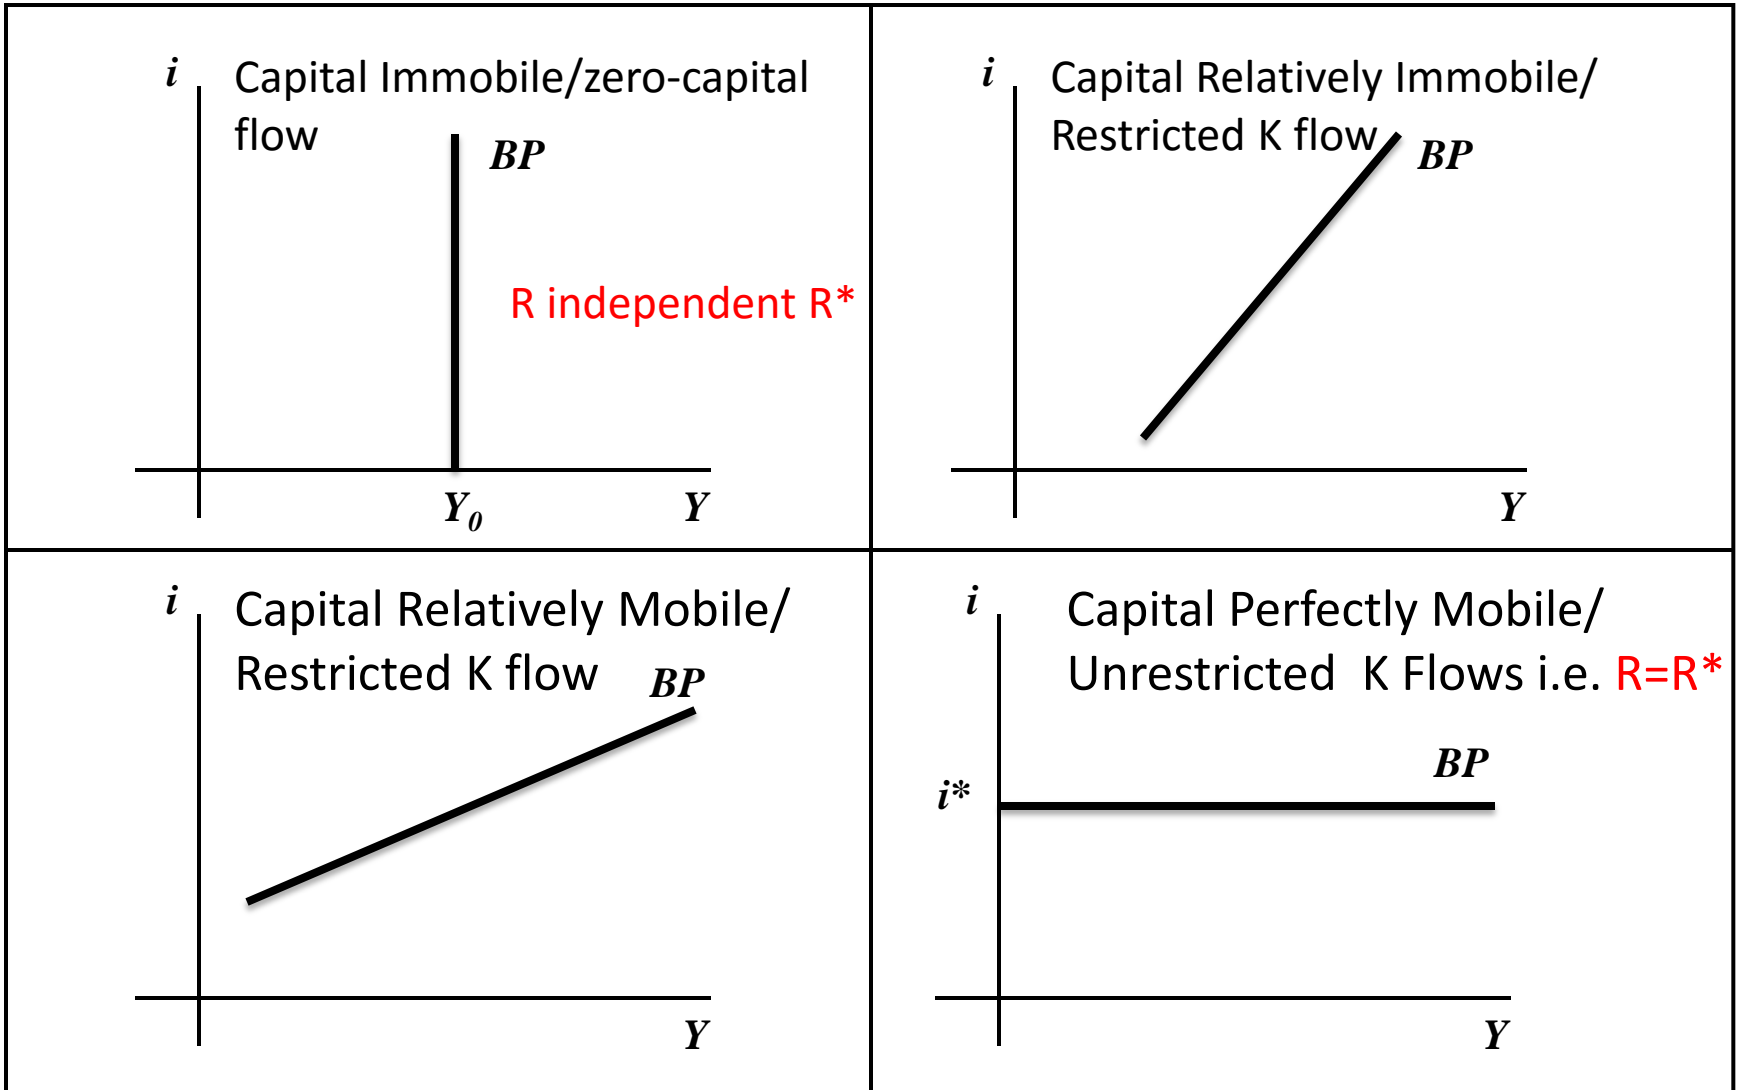 i
Capital Immobile/zero-capital
flow
BP
R independent R*
Y0
Y
i
Capital Relatively Immobile/
Restricted K flow
BP
Y
i
Capital Relatively Mobile/
Restricted K flow
BP
Y
i
Capital Perfectly Mobile/
Unrestricted K Flows i.e. R=R*
BP
i*
Y